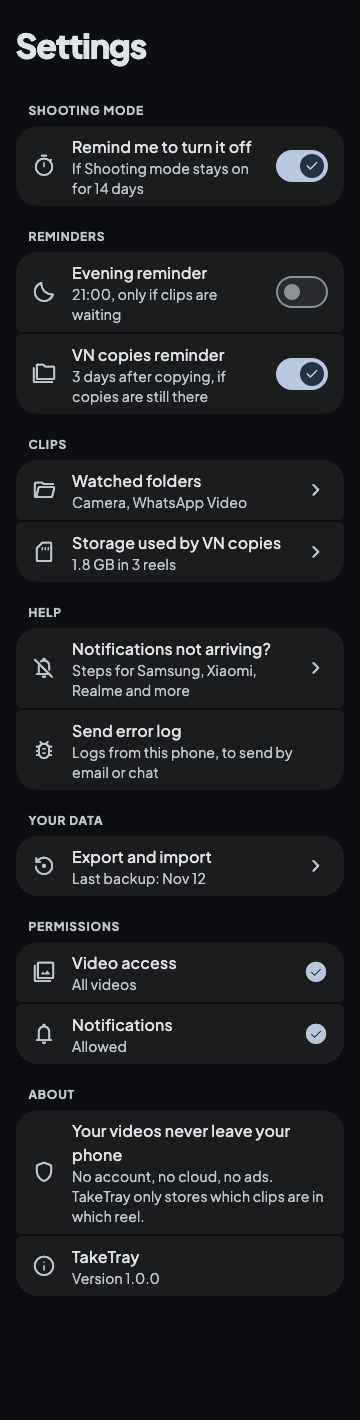 Settings
SHOOTING MODE
Remind me to turn it off
If Shooting mode stays on
for 14 days
REMINDERS
Evening reminder
21:00, only if clips are
waiting
VN copies reminder
3 days after copying, if
copies are still there
CLIPS
Watched folders
Camera, WhatsApp Video
Storage used by VN copies
1.8 GB in 3 reels
HELP
Notifications not arriving?
Steps for Samsung, Xiaomi,
Realme and more
Send error log
Logs from this phone, to send by
email or chat
YOUR DATA
Export and import
Last backup: Nov 12
PERMISSIONS
Video access
All videos
Notifications
Allowed
ABOUT
Your videos never leave your
phone
No account, no cloud, no ads.
TakeTray only stores which clips are in
which reel.
TakeTray
Version 1.0.0